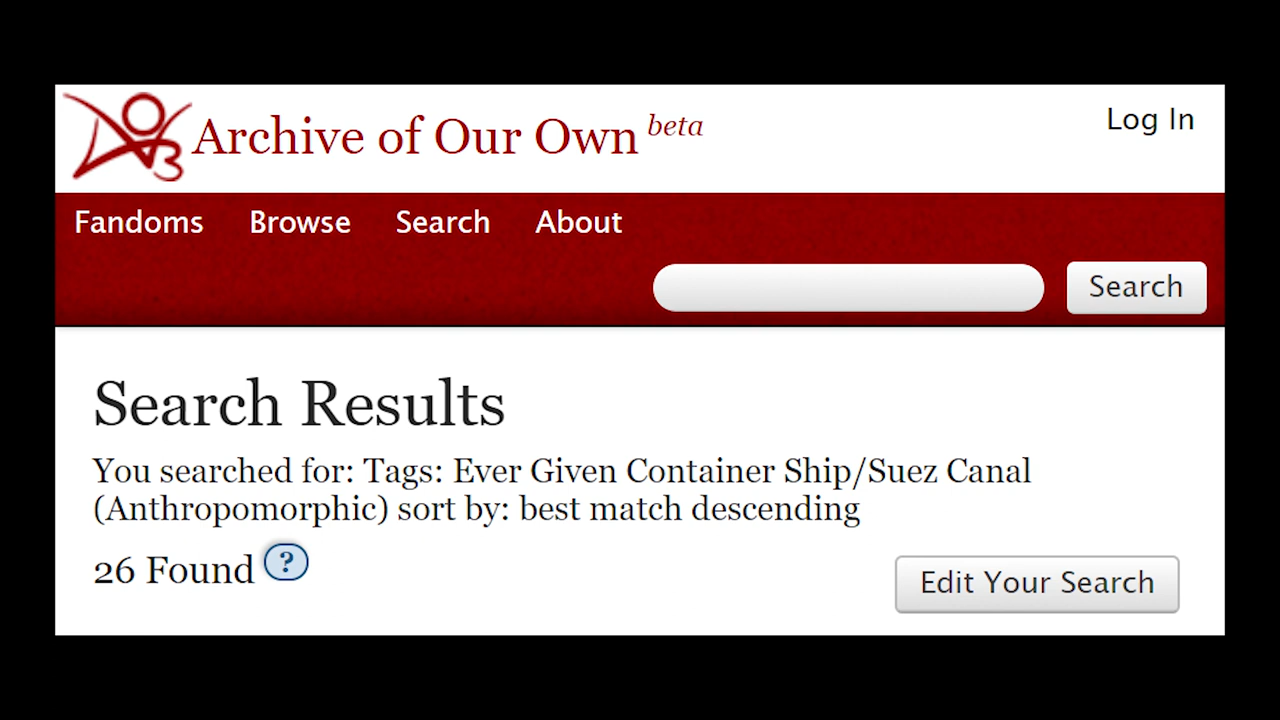 Archive of Our Own beta
Log In
Fandoms Browse Search About
Search
Search Results
You searched for: Tags: Ever Given Container Ship/Suez Canal
(Anthropomorphic) sort by: best match descending
26 Found ?
Edit Your Search